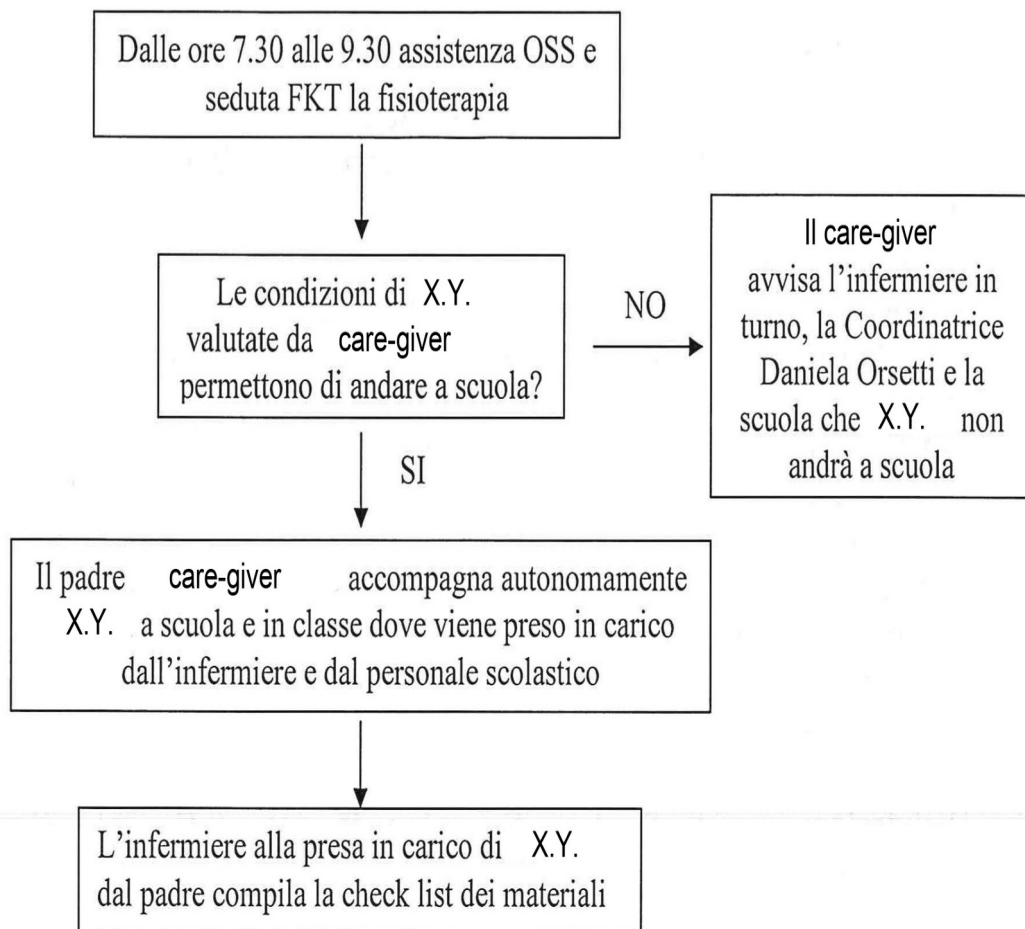 Dalle ore 7.30 alle 9.30 assistenza OSS e
seduta FKT la fisioterapia
Le condizioni di X.Y.
valutate da care-giver
permettono di andare a scuola?
NO
Il care-giver
avvisa l’infermiere in
turno, la Coordinatrice
Daniela Orsetti e la
scuola che X.Y. non
andrà a scuola
SI
Il padre care-giver accompagna autonomamente
X.Y. a scuola e in classe dove viene preso in carico
dall’infermiere e dal personale scolastico
L’infermiere alla presa in carico di X.Y.
dal padre compila la check list dei materiali